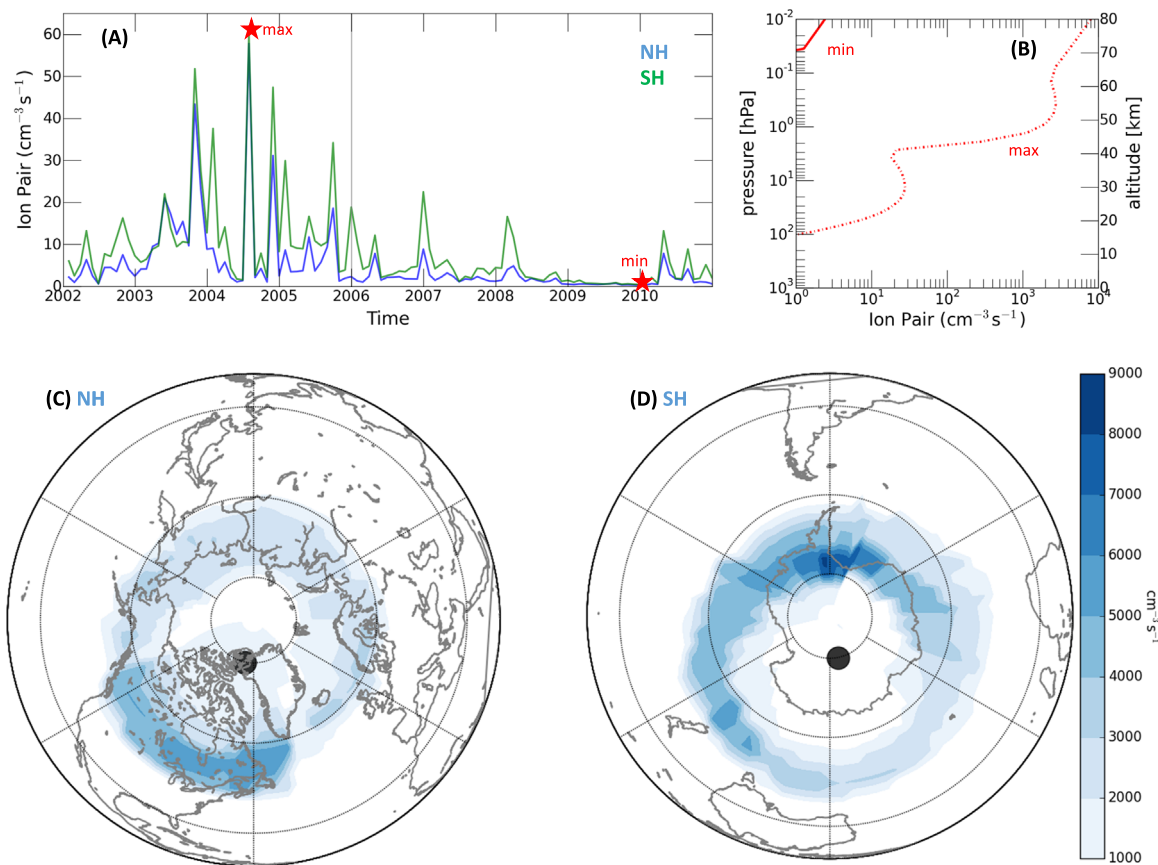 (A)
max
NH
SH
min
60
50
40
30
20
10
0
Ion Pair (cm⁻³s⁻¹)
2002 2003 2004 2005 2006 2007 2008 2009 2010
Time
(B)
min
max
10⁻²
10⁻¹
10⁰
10¹
10²
10³
pressure [hPa]
80
70
60
50
40
30
20
10
0
altitude [km]
10⁰ 10¹ 10² 10³ 10⁴
Ion Pair (cm⁻³s⁻¹)
(C) NH
(D) SH
9000
8000
7000
6000
5000
4000
3000
2000
1000
cm⁻³s⁻¹